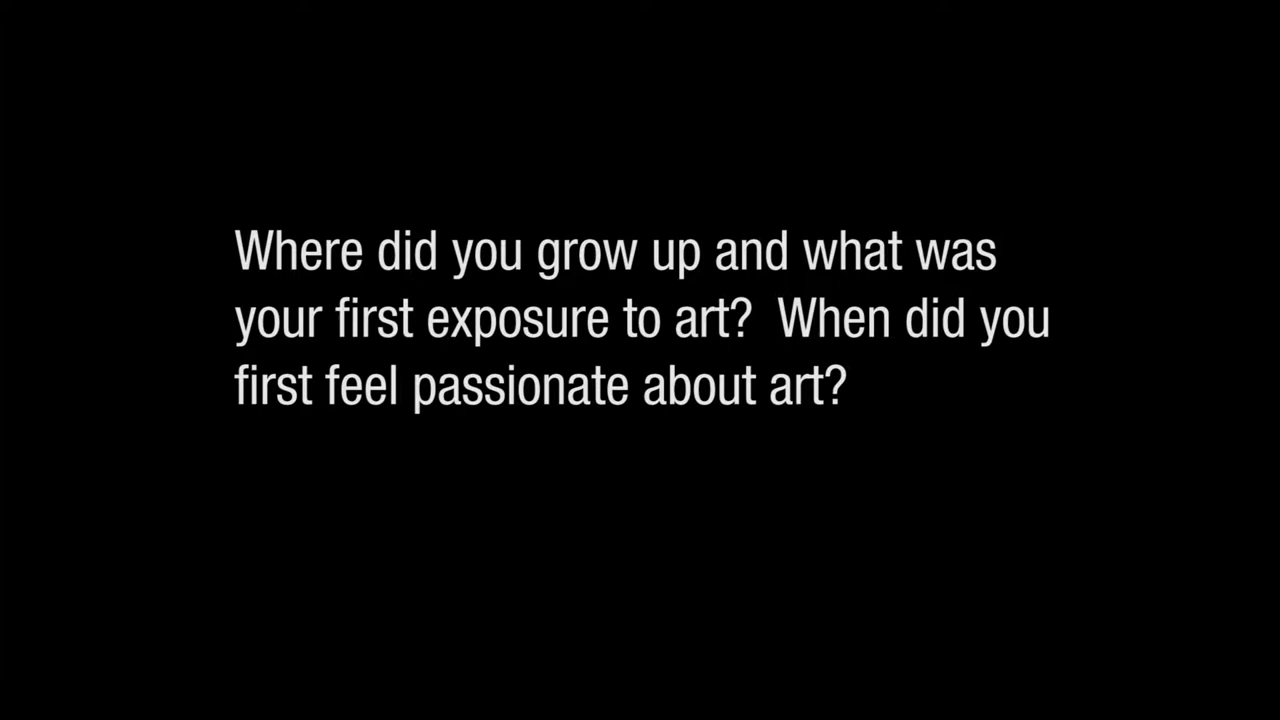 Where did you grow up and what was
your first exposure to art?  When did you
first feel passionate about art?